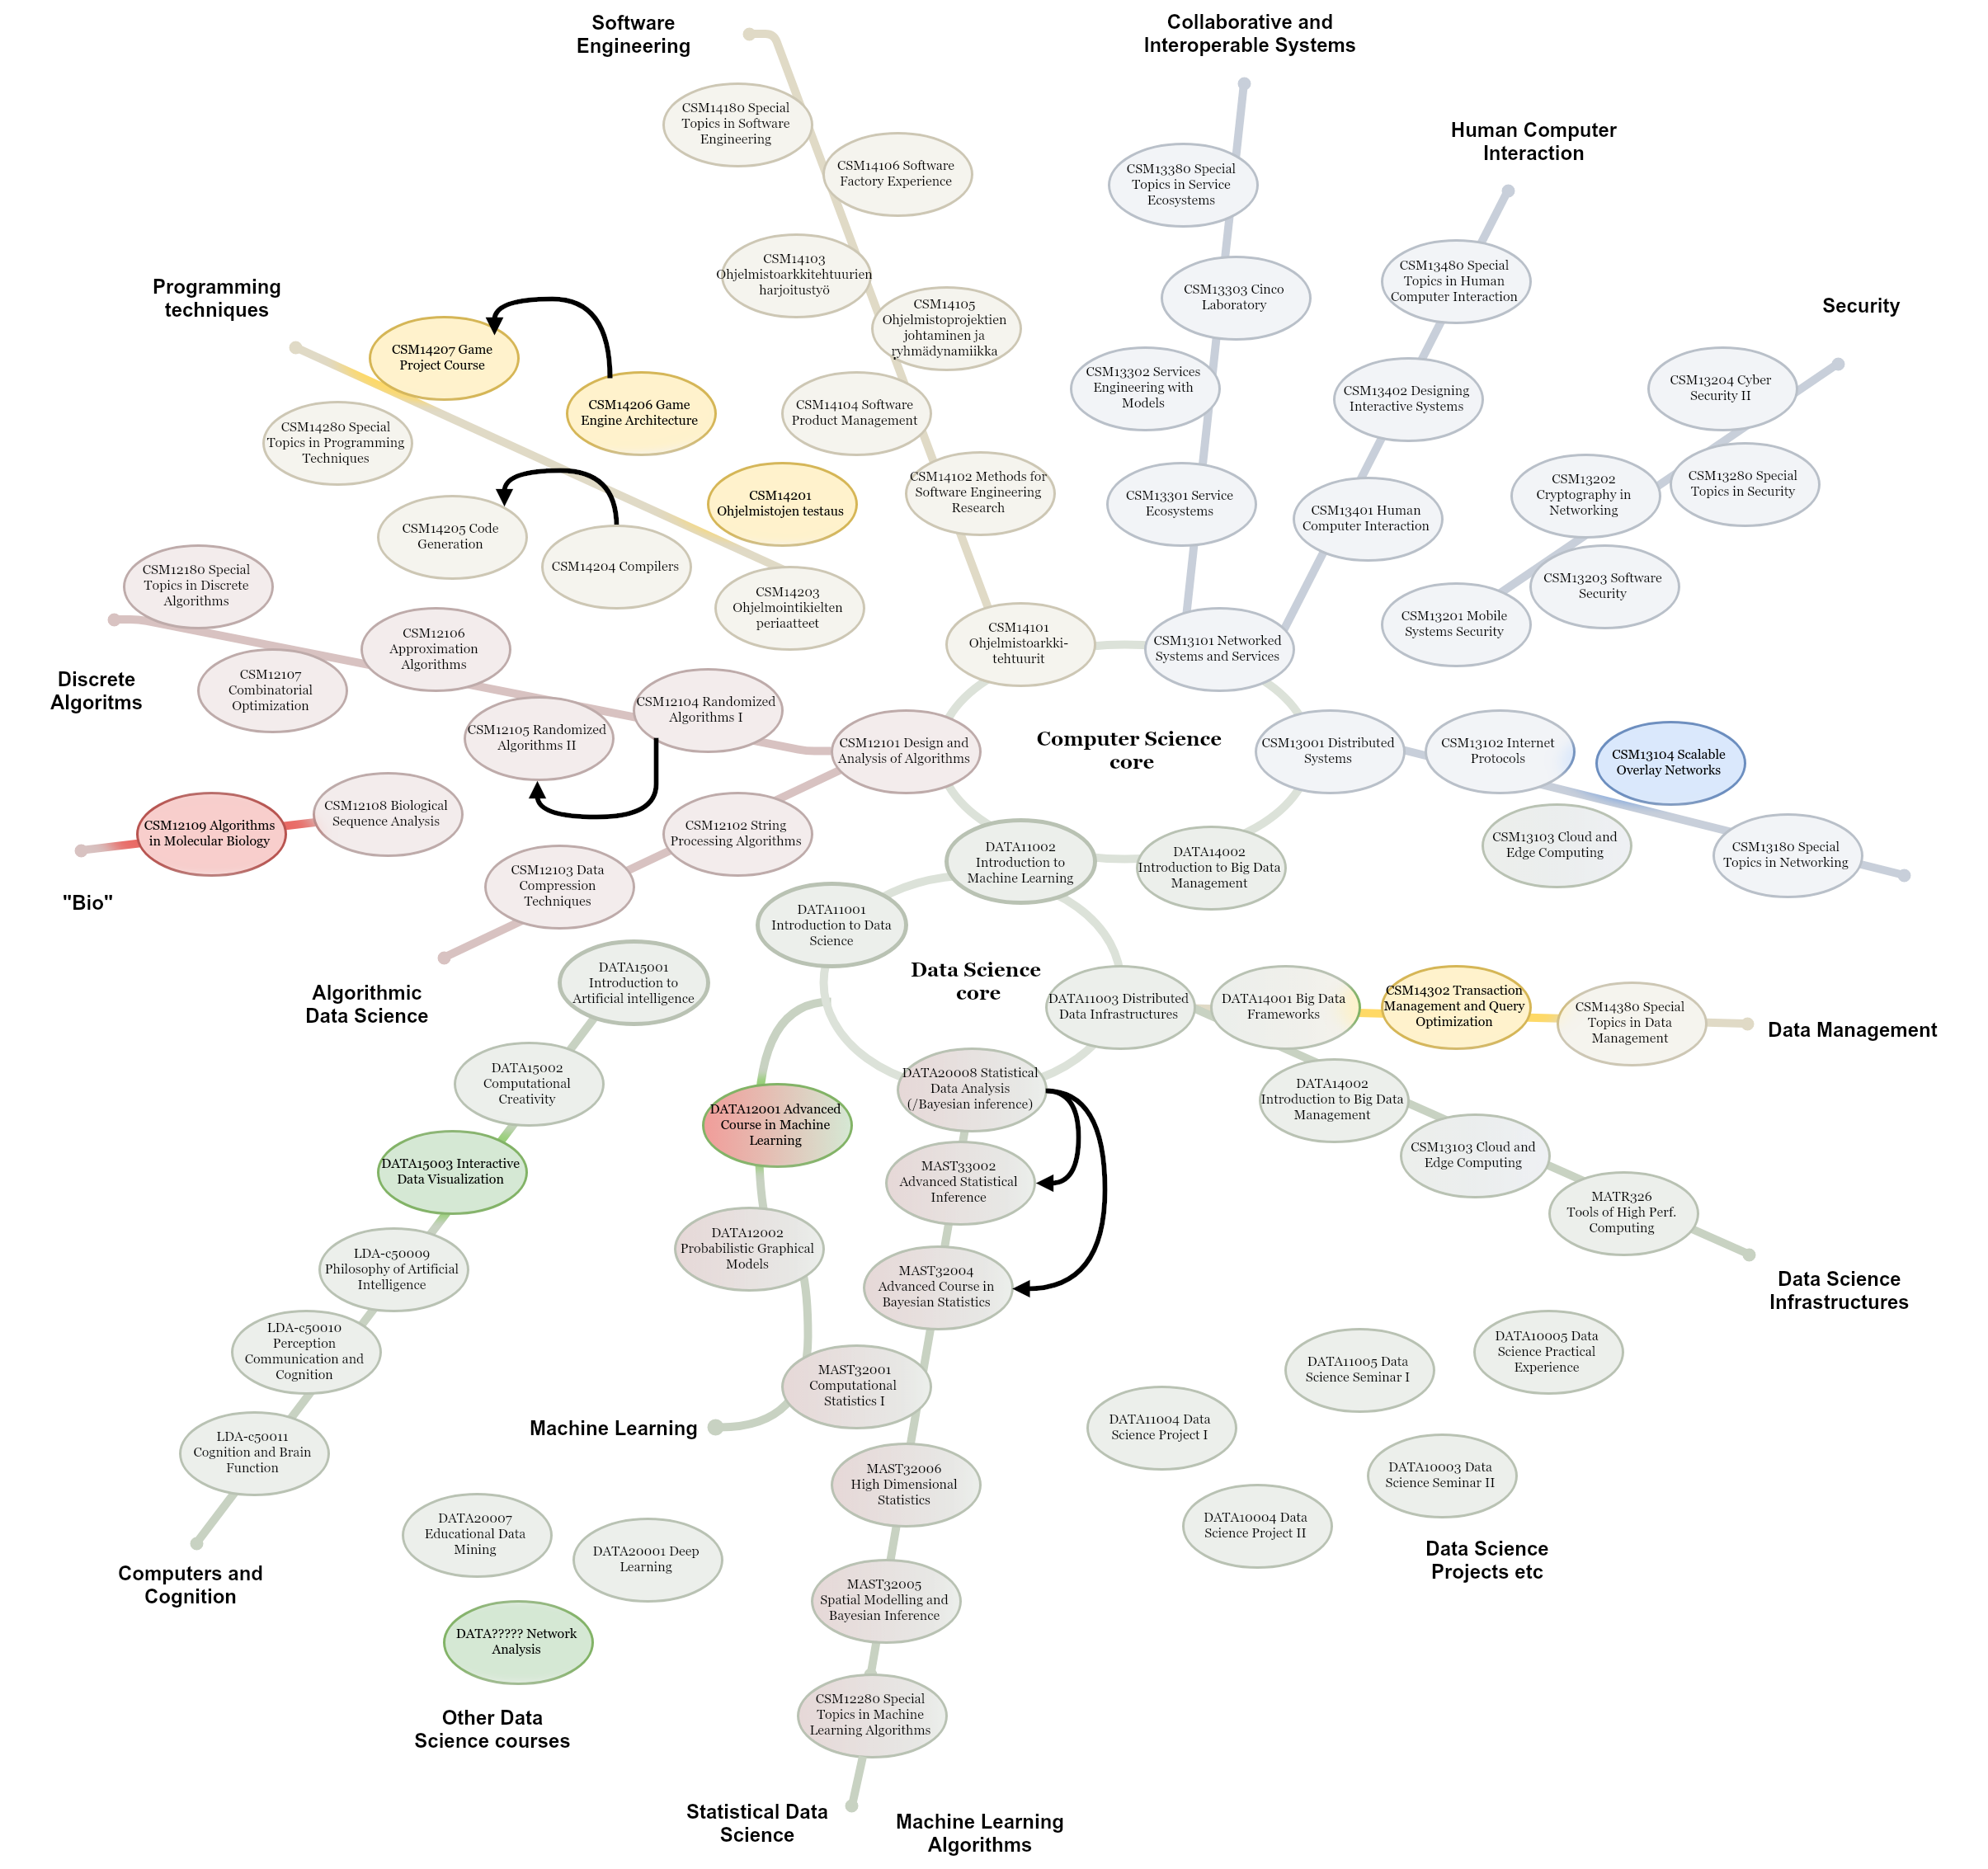 Software
Engineering
Collaborative and
Interoperable Systems
Human Computer
Interaction
Security
Programming
techniques
CSM14180 Special
Topics in Software
Engineering
CSM14106 Software
Factory Experience
CSM14103
Ohjelmistoarkkitehtuurien
harjoitustyö
CSM14105
Ohjelmistoprojektien
johtaminen ja
ryhmädynamiikka
CSM14104 Software
Product Management
CSM14102 Methods for
Software Engineering
Research
CSM14101
Ohjelmistoarkki-
tehtuurit
CSM13380 Special
Topics in Service
Ecosystems
CSM13303 Cinco
Laboratory
CSM13302 Services
Engineering with
Models
CSM13301 Service
Ecosystems
CSM13480 Special
Topics in Human
Computer Interaction
CSM13402 Designing
Interactive Systems
CSM13401 Human
Computer Interaction
CSM13204 Cyber
Security II
CSM13280 Special
Topics in Security
CSM13202
Cryptography in
Networking
CSM13203 Software
Security
CSM13201 Mobile
Systems Security
CSM13101 Networked
Systems and Services
CSM14207 Game
Project Course
CSM14206 Game
Engine Architecture
CSM14280 Special
Topics in Programming
Techniques
CSM14201
Ohjelmistojen testaus
CSM14205 Code
Generation
CSM14204 Compilers
CSM14203
Ohjelmointikielten
periaatteet
Discrete
Algoritms
CSM12180 Special
Topics in Discrete
Algorithms
CSM12106
Approximation
Algorithms
CSM12107
Combinatorial
Optimization
CSM12104 Randomized
Algorithms I
CSM12105 Randomized
Algorithms II
CSM12101 Design and
Analysis of Algorithms
Computer Science
core
CSM13001 Distributed
Systems
CSM13102 Internet
Protocols
CSM13104 Scalable
Overlay Networks
CSM13103 Cloud and
Edge Computing
CSM13180 Special
Topics in Networking
CSM12109 Algorithms
in Molecular Biology
CSM12108 Biological
Sequence Analysis
"Bio"
CSM12102 String
Processing Algorithms
CSM12103 Data
Compression
Techniques
Algorithmic
Data Science
DATA11002
Introduction to
Machine Learning
DATA14002
Introduction to Big Data
Management
DATA11001
Introduction to Data
Science
Data Science
core
DATA11003 Distributed
Data Infrastructures
DATA14001 Big Data
Frameworks
CSM14302 Transaction
Management and Query
Optimization
CSM14380 Special
Topics in Data
Management
Data Management
DATA14002
Introduction to Big Data
Management
CSM13103 Cloud and
Edge Computing
MATR326
Tools of High Perf.
Computing
Data Science
Infrastructures
DATA15001
Introduction to
Artificial intelligence
DATA15002
Computational
Creativity
DATA15003 Interactive
Data Visualization
LDA-c50009
Philosophy of Artificial
Intelligence
LDA-c50010
Perception
Communication and
Cognition
LDA-c50011
Cognition and Brain
Function
Computers and
Cognition
DATA12001 Advanced
Course in Machine
Learning
DATA12002
Probabilistic Graphical
Models
Machine Learning
DATA20008 Statistical
Data Analysis
(/Bayesian inference)
MAST33002
Advanced Statistical
Inference
MAST32004
Advanced Course in
Bayesian Statistics
MAST32001
Computational
Statistics I
MAST32006
High Dimensional
Statistics
MAST32005
Spatial Modelling and
Bayesian Inference
CSM12280 Special
Topics in Machine
Learning Algorithms
Statistical Data
Science
Machine Learning
Algorithms
DATA20007
Educational Data
Mining
DATA20001 Deep
Learning
DATA????? Network
Analysis
Other Data
Science courses
DATA10005 Data
Science Practical
Experience
DATA11005 Data
Science Seminar I
DATA11004 Data
Science Project I
DATA10003 Data
Science Seminar II
DATA10004 Data
Science Project II
Data Science
Projects etc